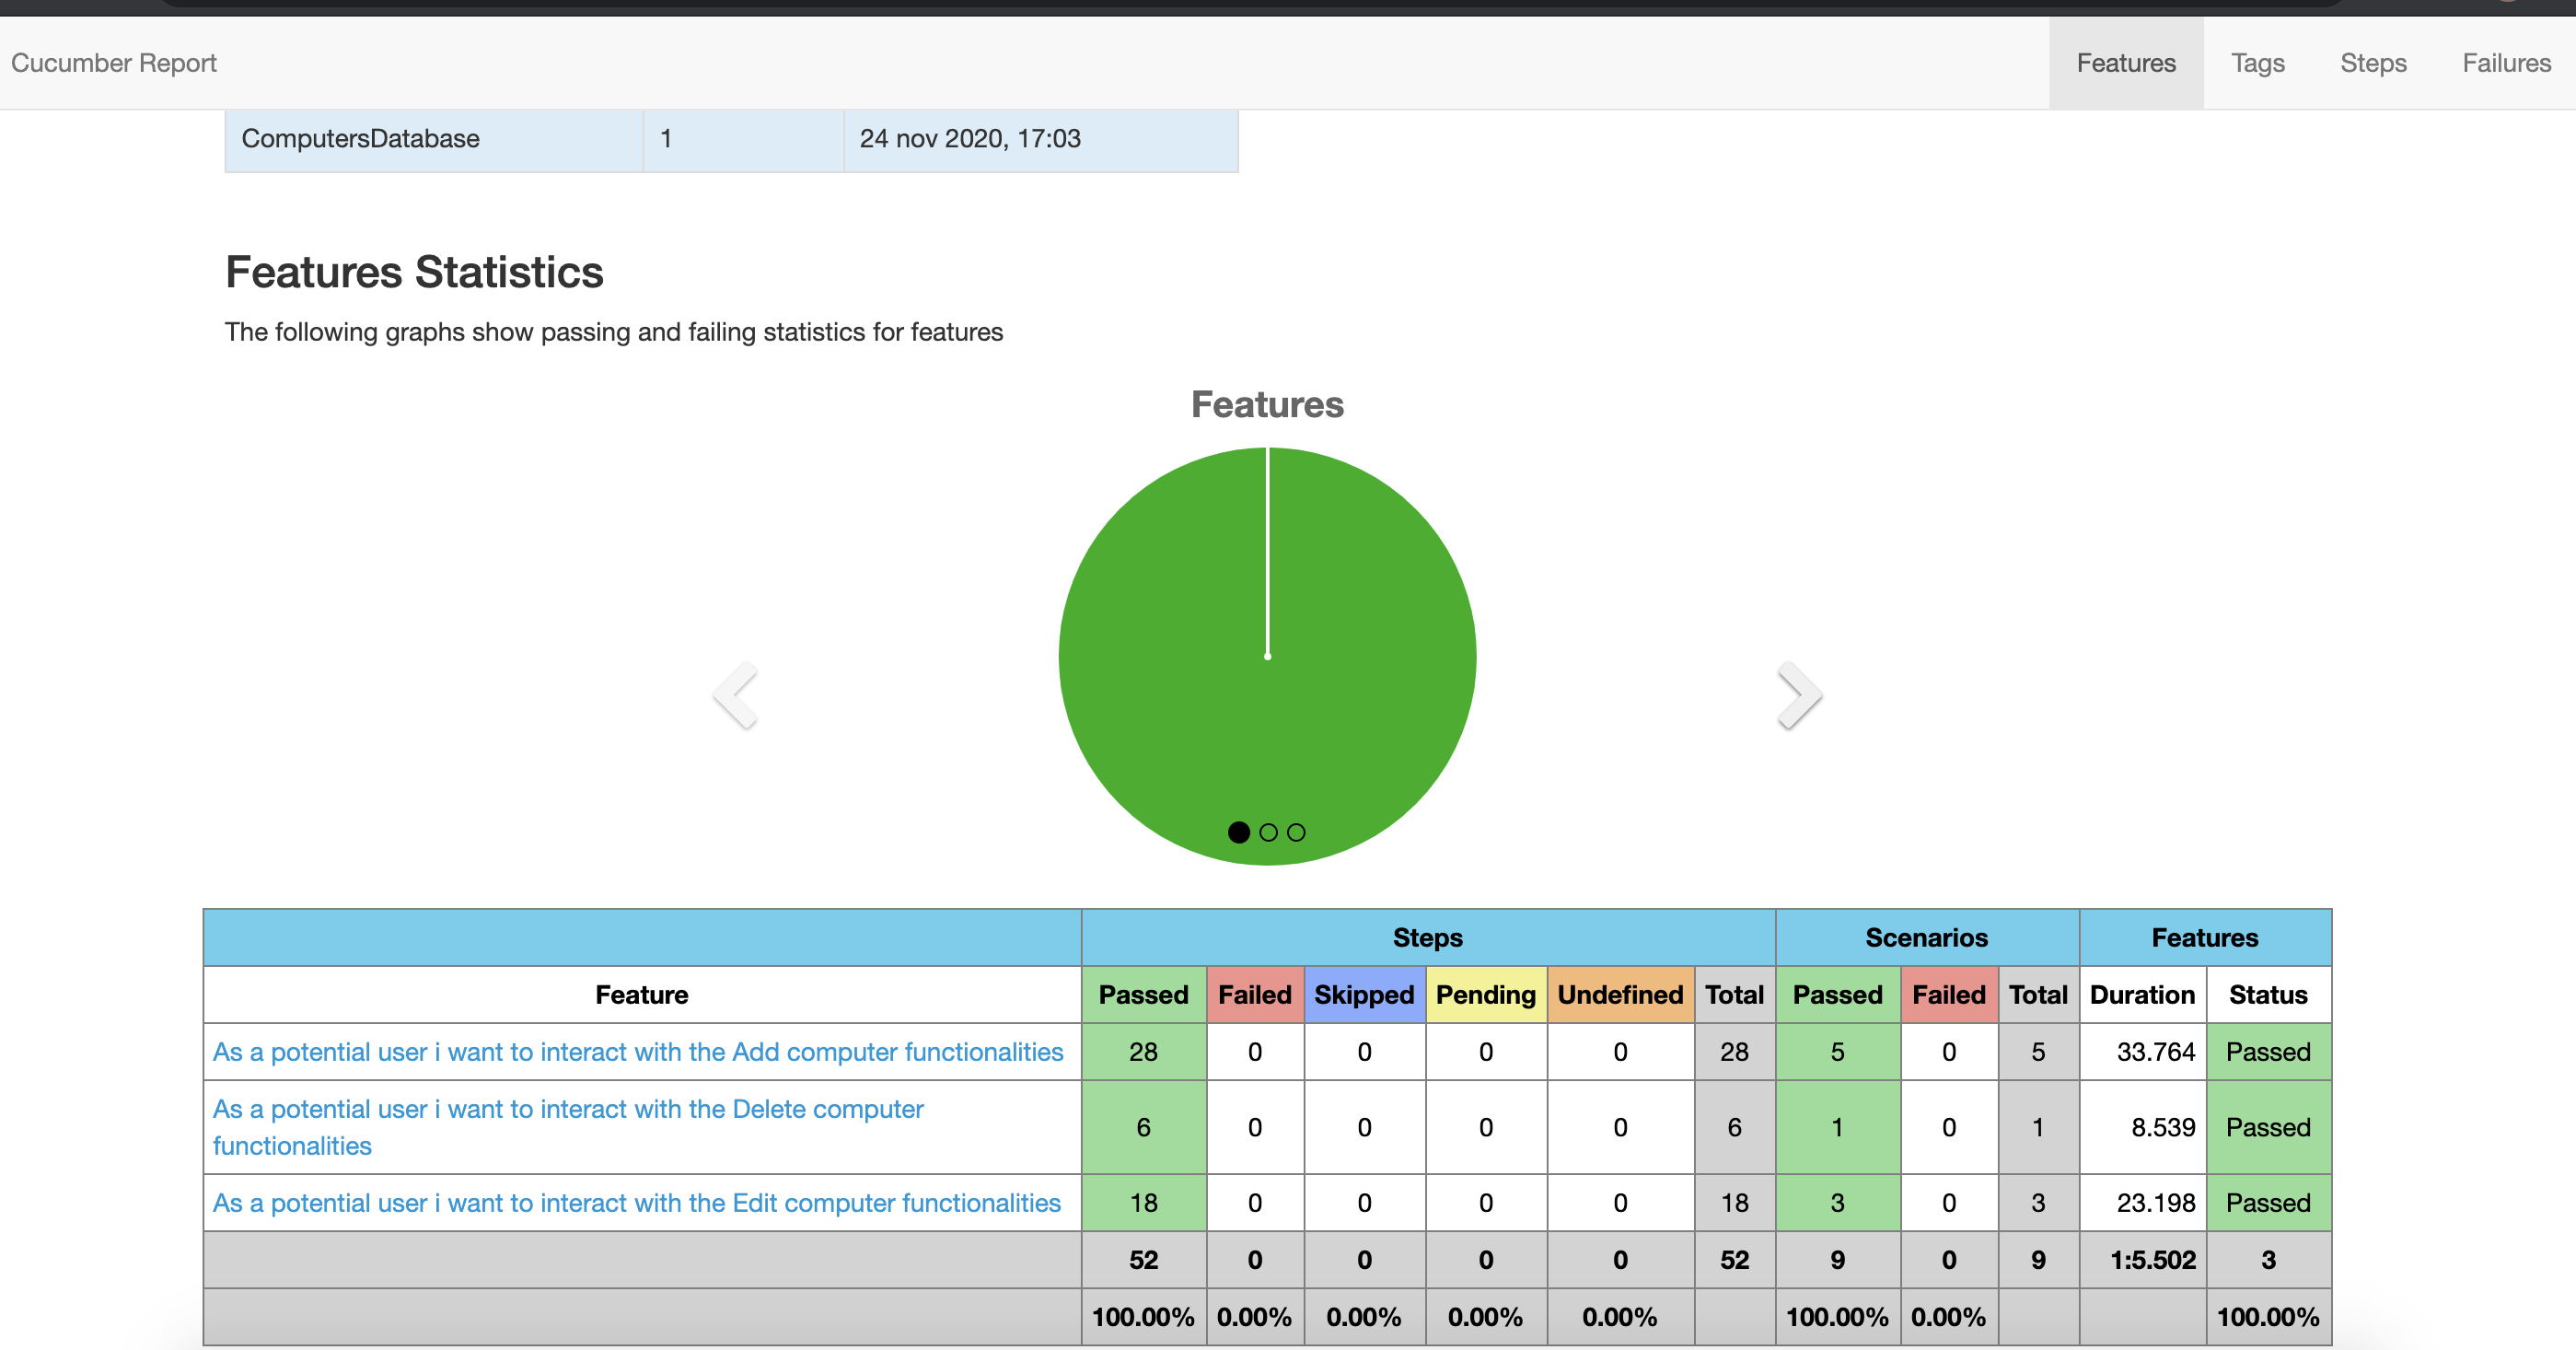 Cucumber Report Features Tags Steps Failures
ComputersDatabase 1 24 nov 2020, 17:03
Features Statistics
The following graphs show passing and failing statistics for features
Features
Steps Scenarios Features
Feature Passed Failed Skipped Pending Undefined Total Passed Failed Total Duration Status
As a potential user i want to interact with the Add computer functionalities 28 0 0 0 0 28 5 0 5 33.764 Passed
As a potential user i want to interact with the Delete computer
functionalities 6 0 0 0 0 6 1 0 1 8.539 Passed
As a potential user i want to interact with the Edit computer functionalities 18 0 0 0 0 18 3 0 3 23.198 Passed
52 0 0 0 0 52 9 0 9 1:5.502 3
100.00% 0.00% 0.00% 0.00% 0.00% 100.00% 0.00% 100.00%